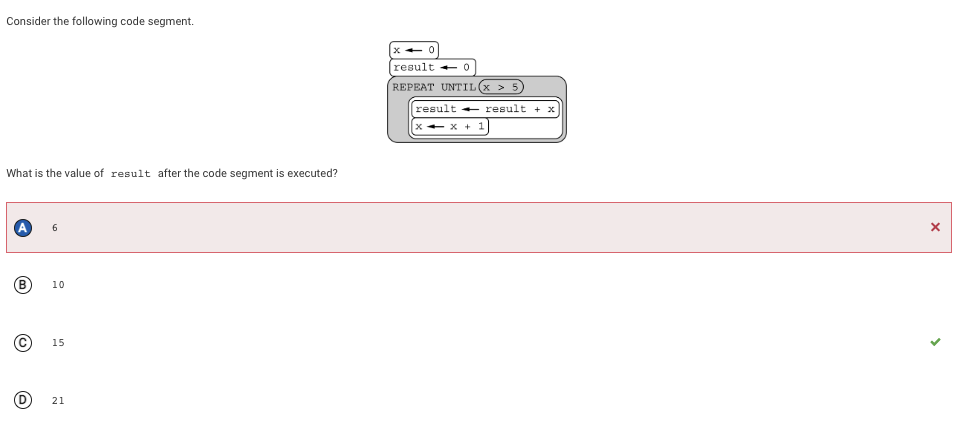 Consider the following code segment.
x ← 0
result ← 0
REPEAT UNTIL x > 5
result ← result + x
x ← x + 1
What is the value of result after the code segment is executed?
A 6
B 10
C 15
D 21